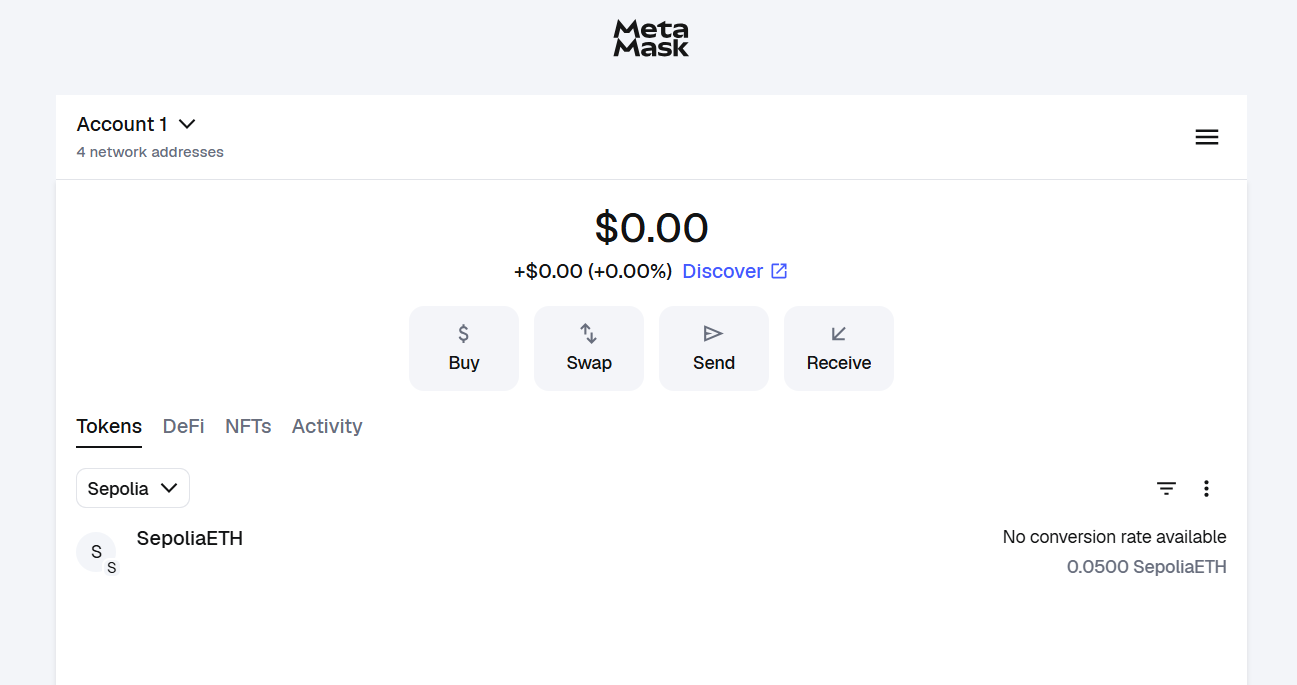 Meta
Mask
Account 1
4 network addresses
$0.00
+$0.00 (+0.00%) Discover
Buy Swap Send Receive
Tokens DeFi NFTs Activity
Sepolia
S
S
SepoliaETH
No conversion rate available
0.0500 SepoliaETH